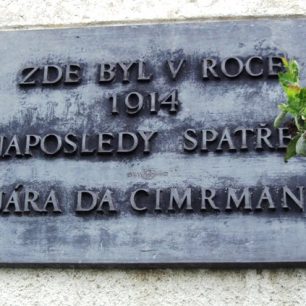 ZDE BYL V ROCE
1914
NAPOSLEDY SPATŘE
JÁRA DA CIMRMAN